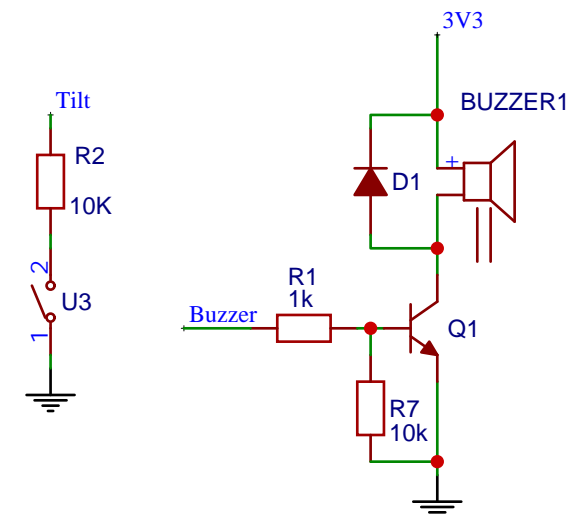 3V3
Tilt
BUZZER1
R2
10K
+
D1
2
U3
1
R1
1k
Buzzer
Q1
R7
10k